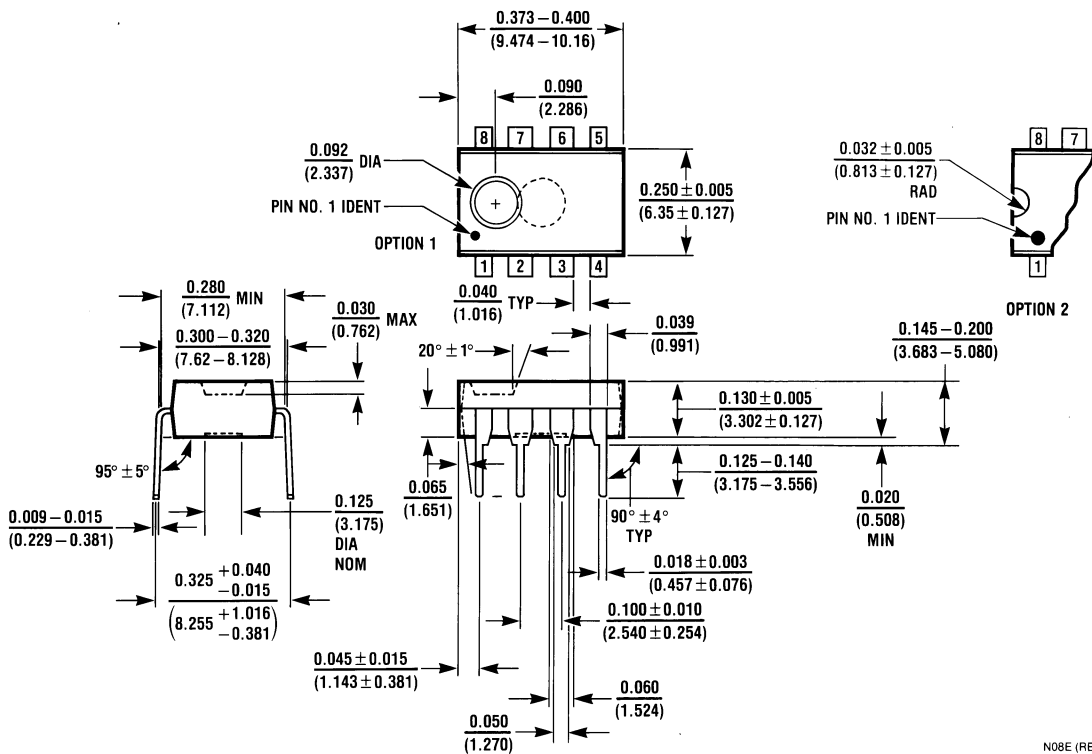 0.373 – 0.400
(9.474 – 10.16)
0.090
(2.286)
8 7 6 5
0.092 DIA
(2.337)
PIN NO. 1 IDENT
OPTION 1
0.250 ± 0.005
(6.35 ± 0.127)
1 2 3 4
8 7
0.032 ± 0.005
(0.813 ± 0.127)
RAD
PIN NO. 1 IDENT
1
OPTION 2
0.280 MIN
(7.112)
0.030 MAX
(0.762)
0.300 – 0.320
(7.62 – 8.128)
0.040 TYP
(1.016)
0.039
(0.991)
0.145 – 0.200
(3.683 – 5.080)
20° ± 1°
0.130 ± 0.005
(3.302 ± 0.127)
95° ± 5°
0.065
(1.651)
0.125 – 0.140
(3.175 – 3.556)
0.020
(0.508)
MIN
0.009 – 0.015
(0.229 – 0.381)
0.125
(3.175)
DIA
NOM
90° ± 4°
TYP
0.018 ± 0.003
(0.457 ± 0.076)
0.325 +0.040
–0.015
(8.255 +1.016
–0.381)
0.100 ± 0.010
(2.540 ± 0.254)
0.045 ± 0.015
(1.143 ± 0.381)
0.060
(1.524)
0.050
(1.270)
N08E (RE